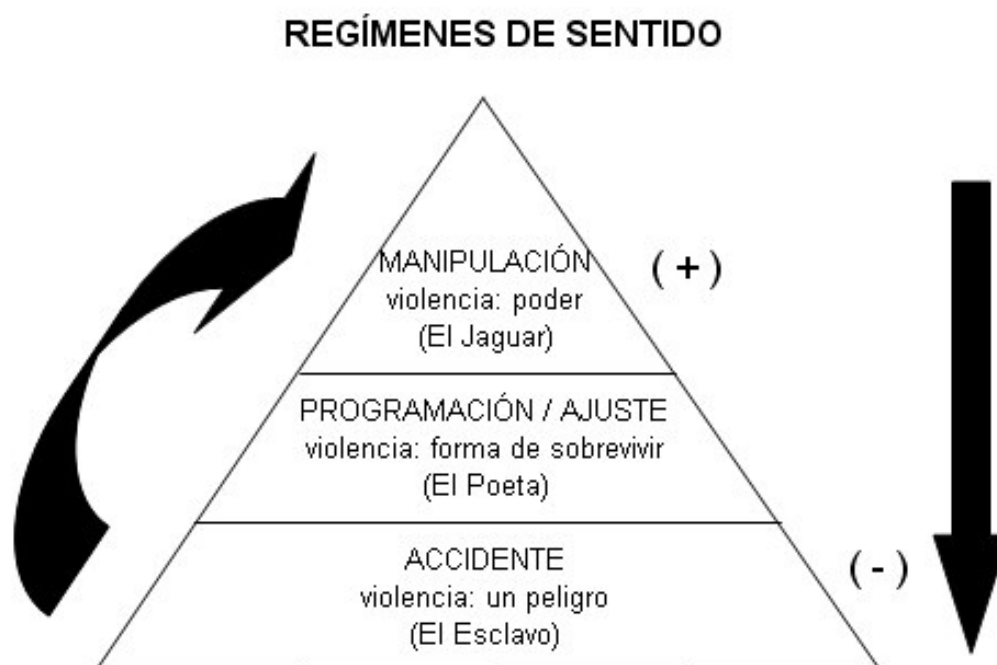 REGÍMENES DE SENTIDO
MANIPULACIÓN
violencia: poder
(El Jaguar)
( + )
PROGRAMACIÓN / AJUSTE
violencia: forma de sobrevivir
(El Poeta)
ACCIDENTE
violencia: un peligro
(El Esclavo)
( - )